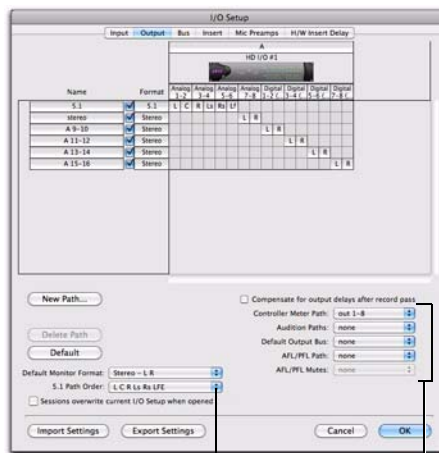 I/O Setup
Input Output Bus Insert Mic Preamps H/W Insert Delay
A
HD I/O #1
Name Format Analog 1-2 Analog 3-4 Analog 5-6 Analog 7-8 Digital 1-2 (... Digital 3-4 (... Digital 5-6 (... Digital 7-8 (...
5.1 5.1 L C R Ls Rs Lf
stereo Stereo L R
A 9-10 Stereo L R
A 11-12 Stereo L R
A 13-14 Stereo L R
A 15-16 Stereo L R
New Path...
Compensate for output delays after record pass
Controller Meter Path: out 1-8
Audition Paths: none
Delete Path
Default Output Bus: none
Default
AFL/PFL Path: none
Default Monitor Format: Stereo - L R
AFL/PFL Mutes: none
5.1 Path Order: L C R Ls Rs LFE
Sessions overwrite current I/O Setup when opened
Import Settings Export Settings Cancel OK